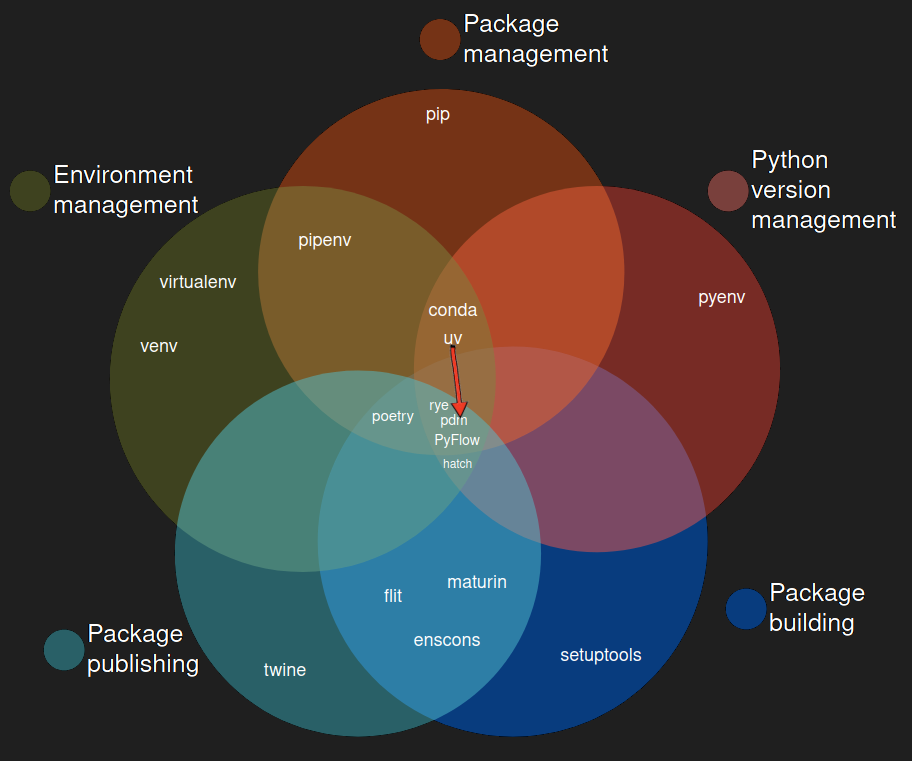 Package
management
pip
Python
version
management
Environment
management
pipenv
virtualenv
pyenv
conda
uv
venv
rye
poetry
pdm
PyFlow
hatch
maturin
flit
enscons
Package
building
Package
publishing
setuptools
twine